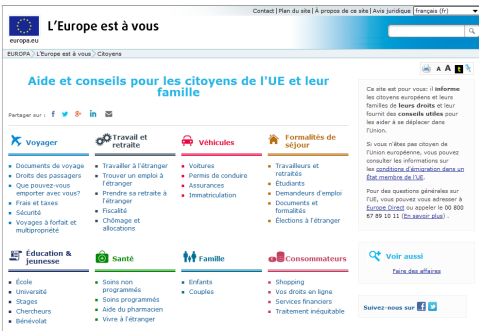 Contact | Plan du site | À propos de ce site | Avis juridique français (fr)
L'Europe est à vous
europa.eu
EUROPA > L'Europe est à vous > Citoyens
A A
Aide et conseils pour les citoyens de l'UE et leur
famille
Partager sur :
Voyager
Documents de voyage
Droits des passagers
Que pouvez-vous
emporter avec vous?
Frais et taxes
Sécurité
Voyages à forfait et
multipropriété
Travail et
retraite
Travailler à l'étranger
Trouver un emploi à
l'étranger
Prendre sa retraite à
l'étranger
Fiscalité
Chômage et
allocations
Véhicules
Voitures
Permis de conduire
Assurances
Immatriculation
Formalités de
séjour
Travailleurs et
retraités
Étudiants
Demandeurs d'emploi
Documents et
formalités
Élections à l'étranger
Éducation &
jeunesse
École
Université
Stages
Chercheurs
Bénévolat
Santé
Soins non
programmés
Soins programmés
Aide du pharmacien
Vivre à l'étranger
Famille
Enfants
Couples
Consommateurs
Shopping
Vos droits en ligne
Services financiers
Traitement inéquitable
Ce site est pour vous: il informe
les citoyens européens et leurs
familles de leurs droits et leur
fournit des conseils utiles pour
les aider à se déplacer dans
l'Union.
Si vous n'êtes pas citoyen de
l'Union européenne, vous pouvez
consulter les informations sur
les conditions d'émigration dans un
État membre de l'UE.
Pour des questions générales sur
l'UE, vous pouvez vous adresser à
Europe Direct ou appeler le 00 800
67 89 10 11 (En savoir plus) .
Voir aussi
Faire des affaires
Suivez-nous sur